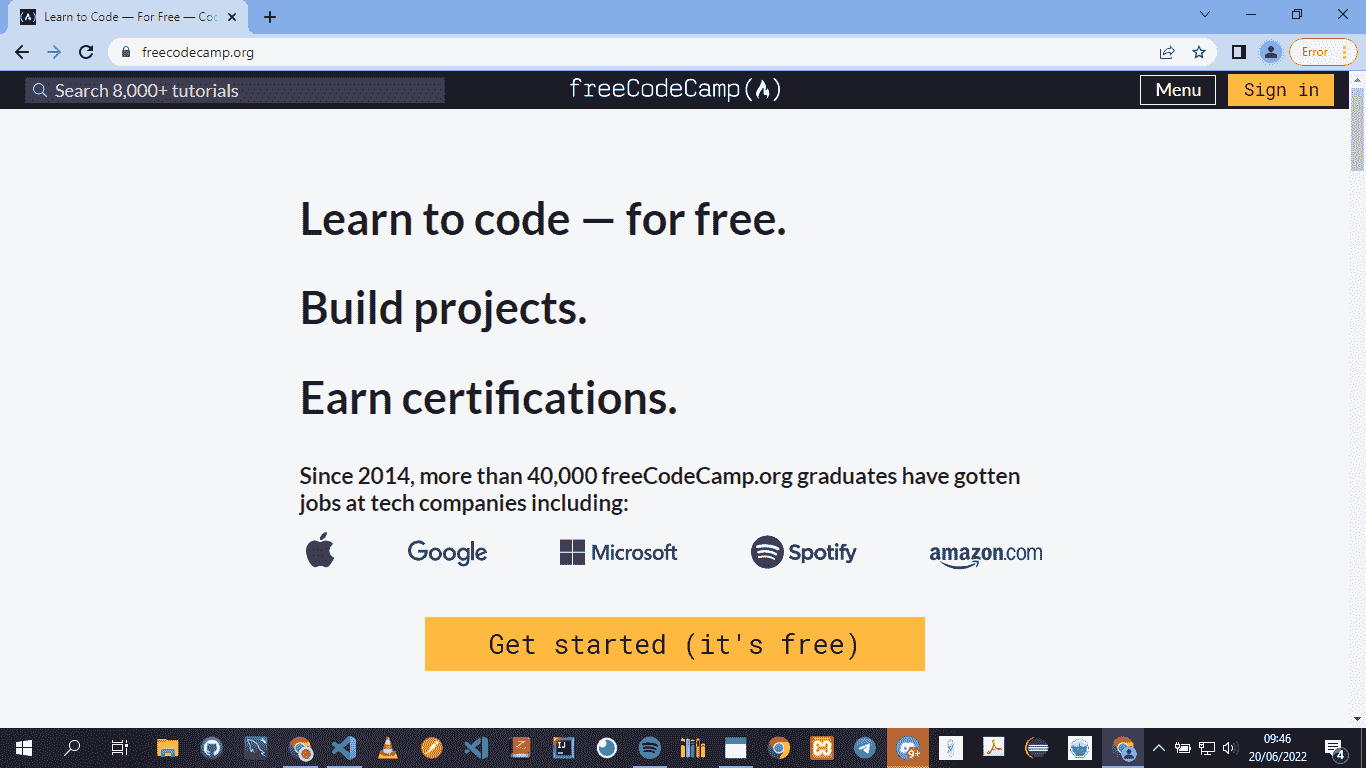 Learn to Code — For Free — Coc
freecodecamp.org
Error
Search 8,000+ tutorials
freeCodeCamp
Menu
Sign in
Learn to code — for free.
Build projects.
Earn certifications.
Since 2014, more than 40,000 freeCodeCamp.org graduates have gotten
jobs at tech companies including:
Google
Microsoft
Spotify
amazon.com
Get started (it's free)
IJ
9+
09:46
20/06/2022
4